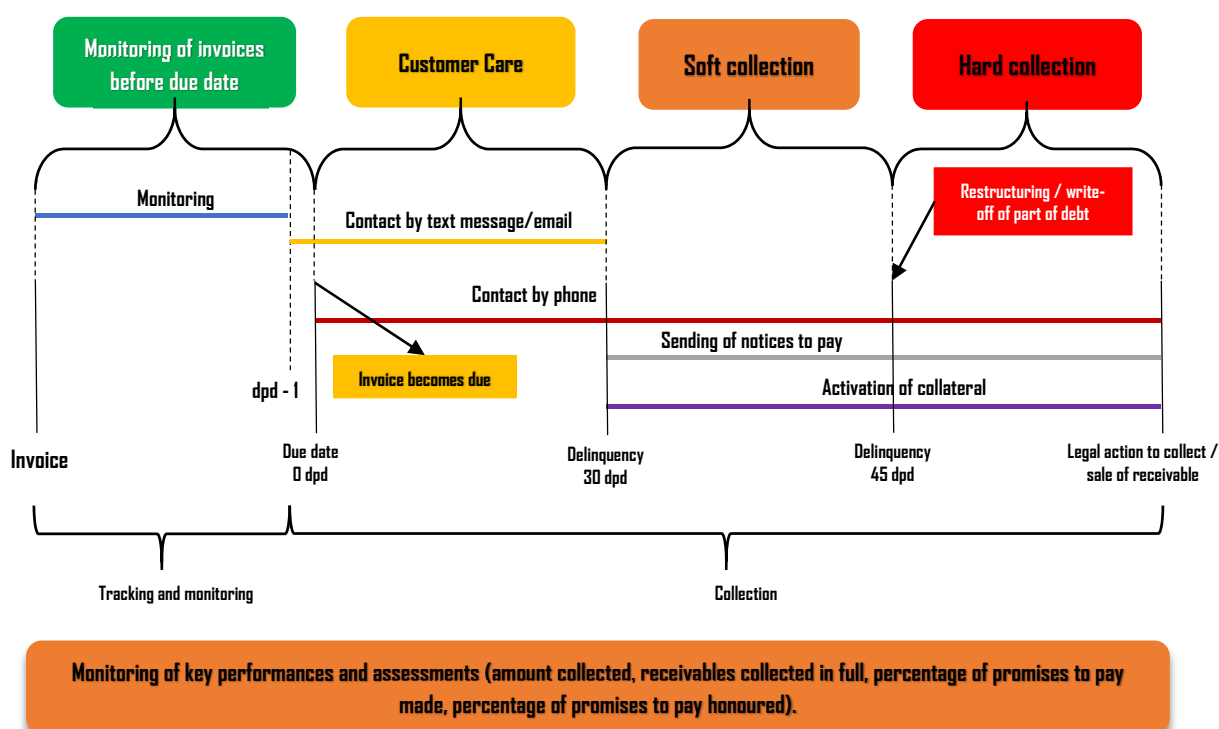 Monitoring of invoices
before due date
Customer Care
Soft collection
Hard collection
Monitoring
Restructuring / write-
off of part of debt
Contact by text message/email
Contact by phone
Sending of notices to pay
Invoice becomes due
dpd - 1
Activation of collateral
Invoice
Due date
0 dpd
Delinquency
30 dpd
Delinquency
45 dpd
Legal action to collect /
sale of receivable
Tracking and monitoring
Collection
Monitoring of key performances and assessments (amount collected, receivables collected in full, percentage of promises to pay
made, percentage of promises to pay honoured).